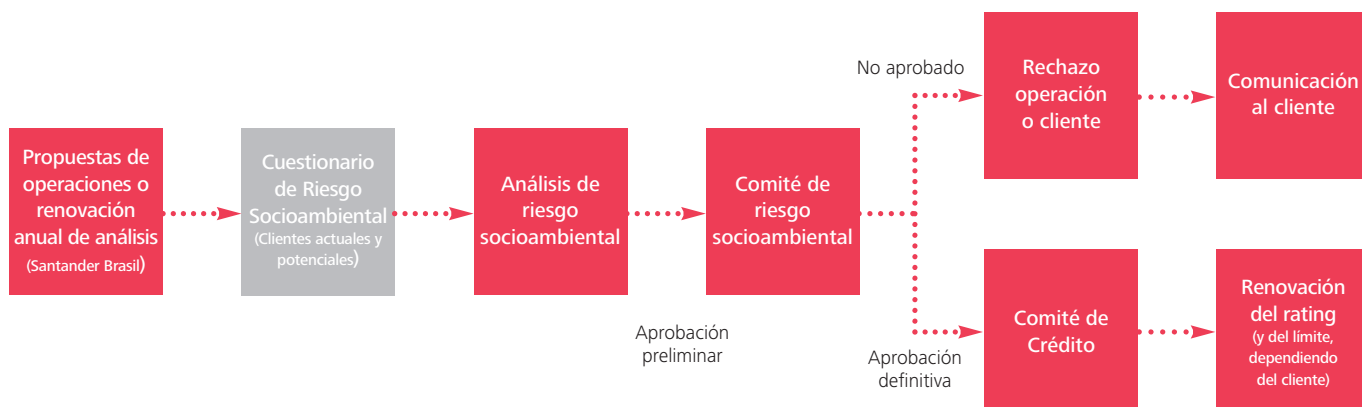 Propuestas de
operaciones o
renovación
anual de análisis
(Santander Brasil)
Cuestionario
de Riesgo
Socioambiental
(Clientes actuales y
potenciales)
Análisis de
riesgo
socioambiental
Aprobación
preliminar
Comité de
riesgo
socioambiental
No aprobado
Rechazo
operación
o cliente
Comunicación
al cliente
Aprobación
definitiva
Comité de
Crédito
Renovación
del rating
(y del límite,
dependiendo
del cliente)